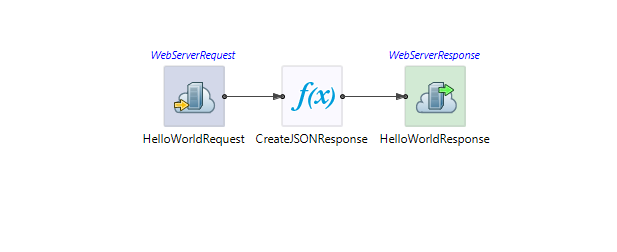 WebServerRequest
WebServerResponse
f(x)
HelloWorldRequest
CreateJSONResponse
HelloWorldResponse